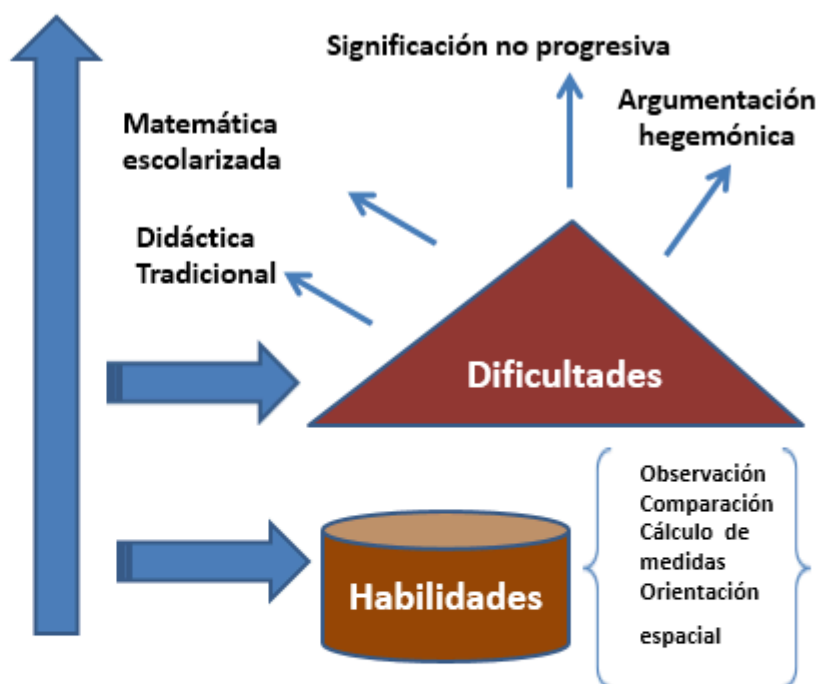 Significación no progresiva
Argumentación
hegemónica
Matemática
escolarizada
Didáctica
Tradicional
Dificultades
Observación
Comparación
Cálculo de
medidas
Orientación
espacial
Habilidades